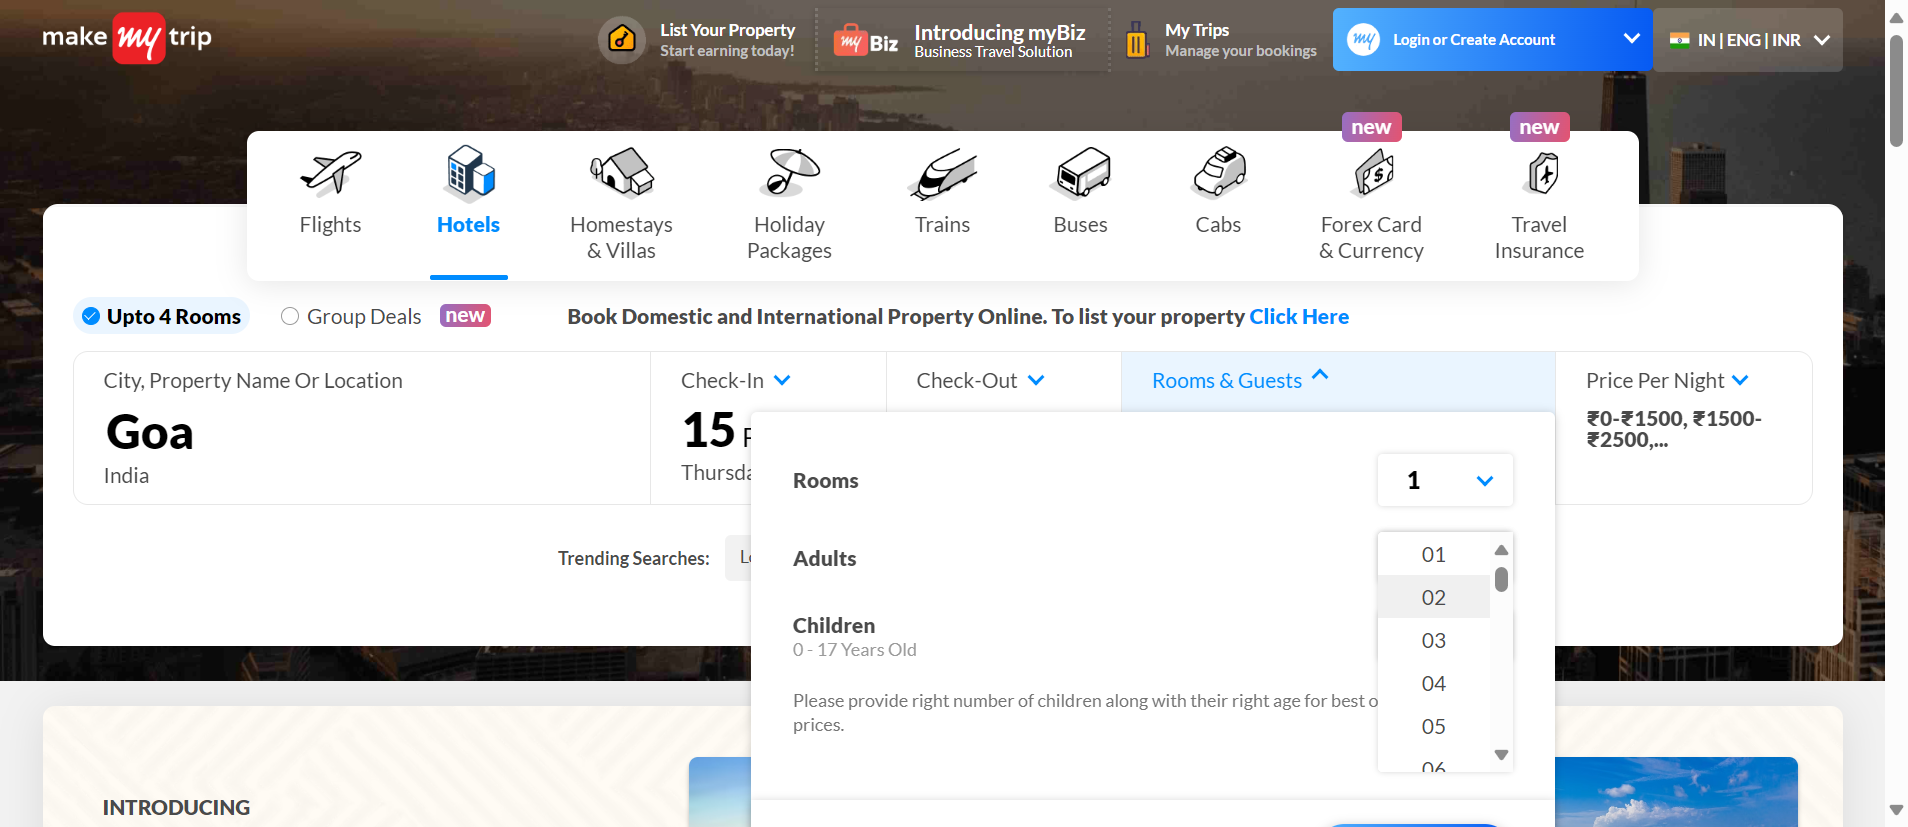 make my trip
List Your Property
Start earning today!
my Biz
Introducing myBiz
Business Travel Solution
My Trips
Manage your bookings
my
Login or Create Account
IN | ENG | INR
new
new
Flights
Hotels
Homestays
& Villas
Holiday
Packages
Trains
Buses
Cabs
Forex Card
& Currency
Travel
Insurance
Upto 4 Rooms
Group Deals
new
Book Domestic and International Property Online. To list your property Click Here
City, Property Name Or Location
Goa
India
Check-In
15
Check-Out
Rooms & Guests
Price Per Night
₹0-₹1500, ₹1500-
₹2500,...
Rooms
1
Adults
01
02
03
04
05
06
Children
0 - 17 Years Old
Please provide right number of children along with their right age for best
prices.
Trending Searches:
INTRODUCING